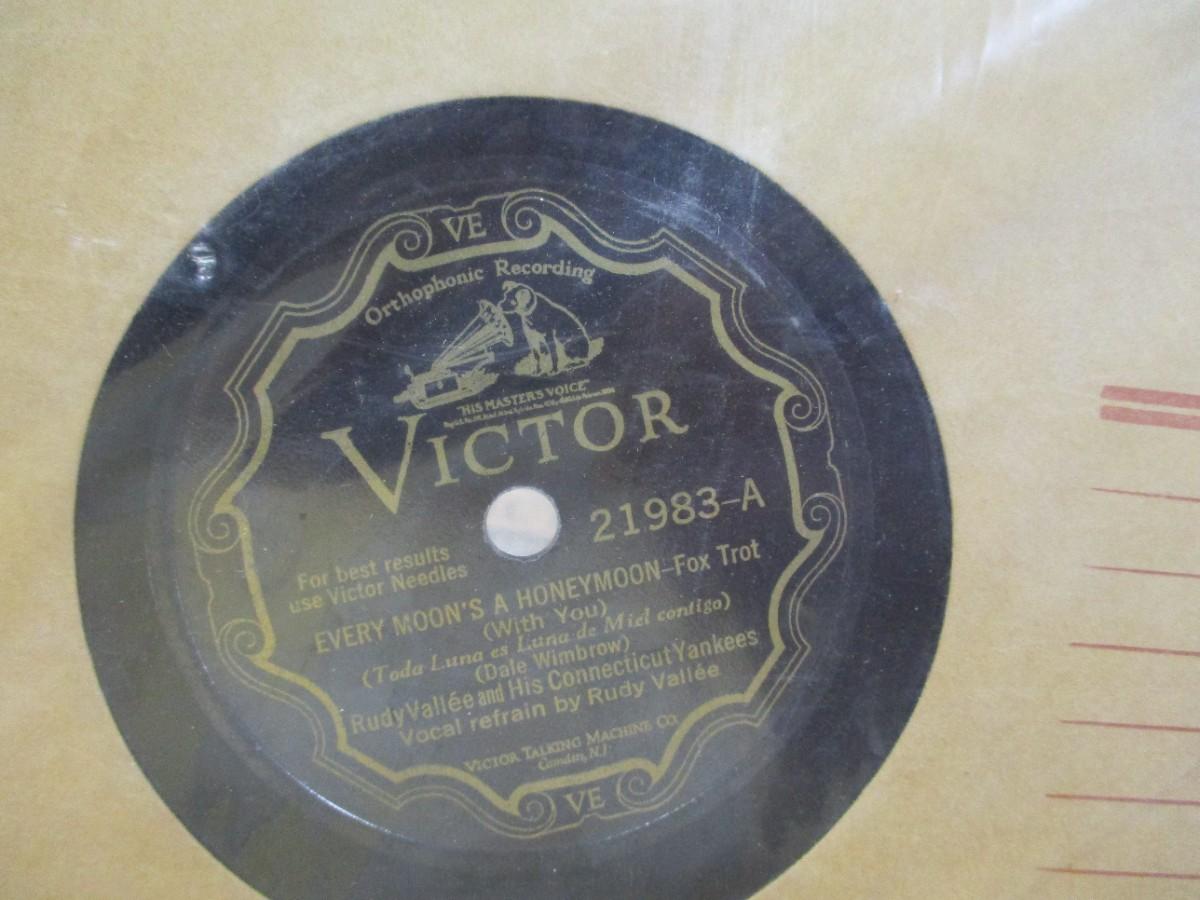 VE
Orthophonic Recording
"HIS MASTER'S VOICE"
VICTOR
21983-A
For best results
use Victor Needles
EVERY MOON'S A HONEYMOON-Fox Trot
(With You)
(Toda Luna es Luna de Miel contigo)
(Dale Wimbrow)
Rudy Vallée and His Connecticut Yankees
Vocal refrain by Rudy Vallée
VICTOR TALKING MACHINE CO.
Camden, N.J.
VE